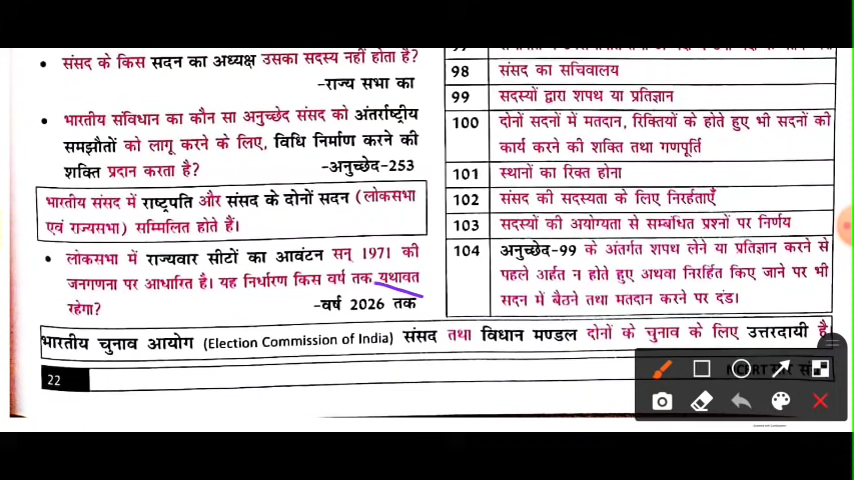 • संसद के किस सदन का अध्यक्ष उसका सदस्य नहीं होता है?
-राज्य सभा का
• भारतीय संविधान का कौन सा अनुच्छेद संसद को अंतर्राष्ट्रीय
समझौतों को लागू करने के लिए, विधि निर्माण करने की
शक्ति प्रदान करता है? -अनुच्छेद-253
भारतीय संसद में राष्ट्रपति और संसद के दोनों सदन (लोकसभा
एवं राज्यसभा) सम्मिलित होते हैं।
• लोकसभा में राज्यवार सीटों का आवंटन सन् 1971 की
जनगणना पर आधारित है। यह निर्धारण किस वर्ष तक यथावत
रहेगा? -वर्ष 2026 तक
98 संसद का सचिवालय
99 सदस्यों द्वारा शपथ या प्रतिज्ञान
100 दोनों सदनों में मतदान, रिक्तियों के होते हुए भी सदनों की
कार्य करने की शक्ति तथा गणपूर्ति
101 स्थानों का रिक्त होना
102 संसद की सदस्यता के लिए निरर्हताएँ
103 सदस्यों की अयोग्यता से सम्बंधित प्रश्नों पर निर्णय
104 अनुच्छेद-99 के अंतर्गत शपथ लेने या प्रतिज्ञान करने से
पहले अर्हत न होते हुए अथवा निरर्हित किए जाने पर भी
सदन में बैठने तथा मतदान करने पर दंड।
भारतीय चुनाव आयोग (Election Commission of India) संसद तथा विधान मण्डल दोनों के चुनाव के लिए उत्तरदायी है
22